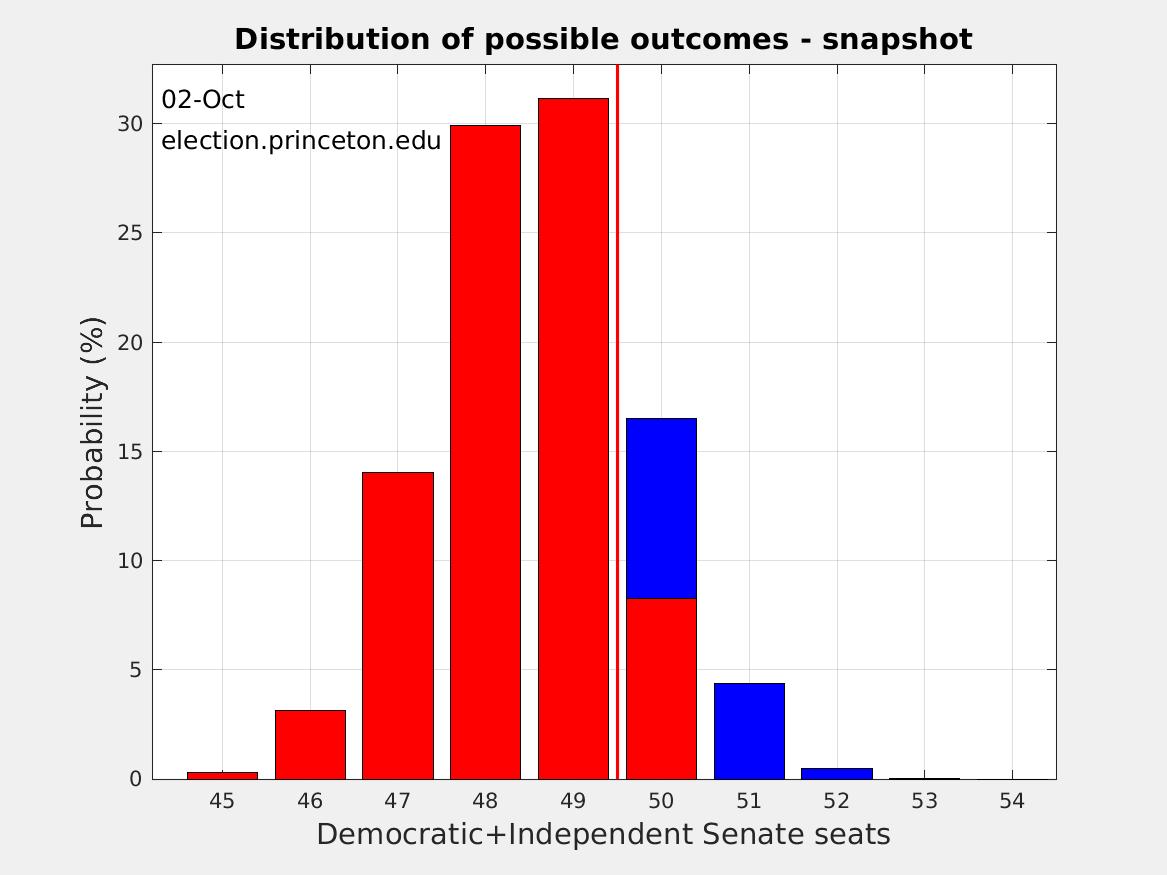 Distribution of possible outcomes - snapshot
02-Oct
election.princeton.edu
30
25
20
15
10
5
0
Probability (%)
45 46 47 48 49 50 51 52 53 54
Democratic+Independent Senate seats